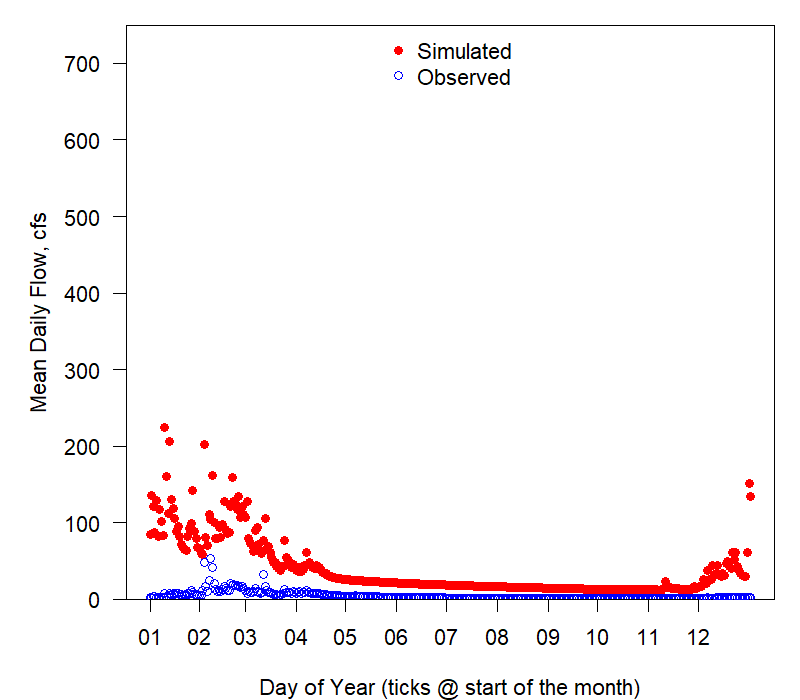 Simulated
Observed
700
600
500
400
300
200
100
0
Mean Daily Flow, cfs
01 02 03 04 05 06 07 08 09 10 11 12
Day of Year (ticks @ start of the month)